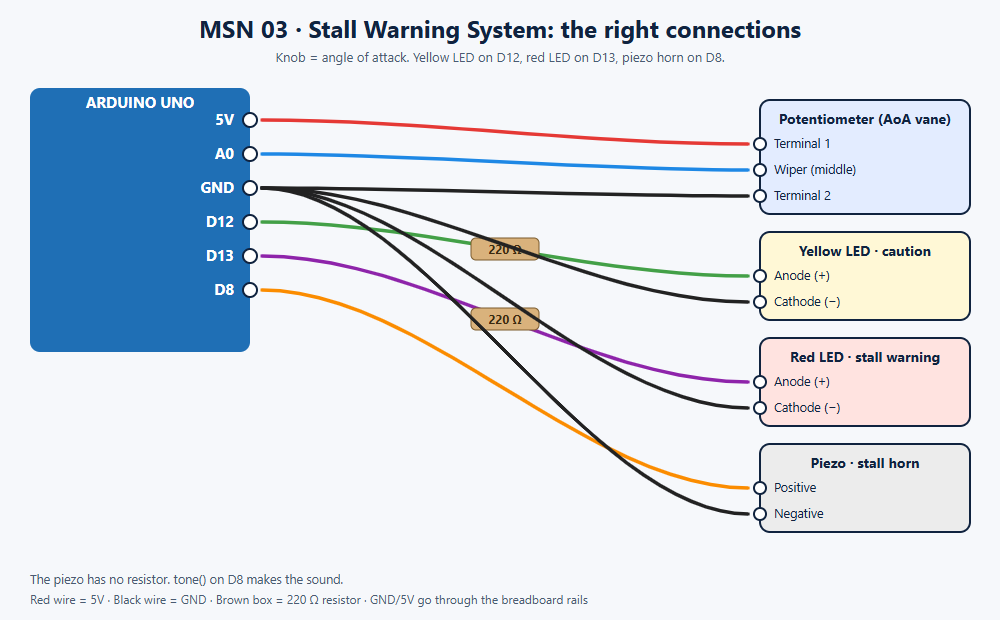 MSN 03 · Stall Warning System: the right connections
Knob = angle of attack. Yellow LED on D12, red LED on D13, piezo horn on D8.
ARDUINO UNO
5V
A0
GND
D12
D13
D8
220 Ω
220 Ω
Potentiometer (AoA vane)
Terminal 1
Wiper (middle)
Terminal 2
Yellow LED · caution
Anode (+)
Cathode (−)
Red LED · stall warning
Anode (+)
Cathode (−)
Piezo · stall horn
Positive
Negative
The piezo has no resistor. tone() on D8 makes the sound.
Red wire = 5V · Black wire = GND · Brown box = 220 Ω resistor · GND/5V go through the breadboard rails